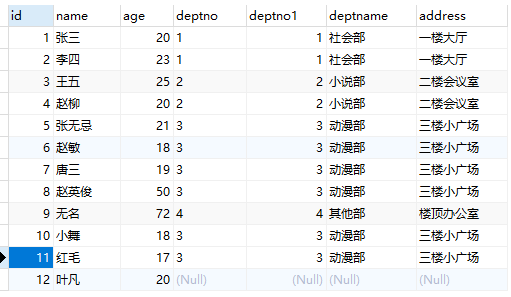 id name age deptno deptno1 deptname address
1 张三 20 1 1 社会部 一楼大厅
2 李四 23 1 1 社会部 一楼大厅
3 王五 25 2 2 小说部 二楼会议室
4 赵柳 20 2 2 小说部 二楼会议室
5 张无忌 21 3 3 动漫部 三楼小广场
6 赵敏 18 3 3 动漫部 三楼小广场
7 唐三 19 3 3 动漫部 三楼小广场
8 赵英俊 50 3 3 动漫部 三楼小广场
9 无名 72 4 4 其他部 楼顶办公室
10 小舞 18 3 3 动漫部 三楼小广场
11 红毛 17 3 3 动漫部 三楼小广场
12 叶凡 20 (Null) (Null) (Null) (Null)